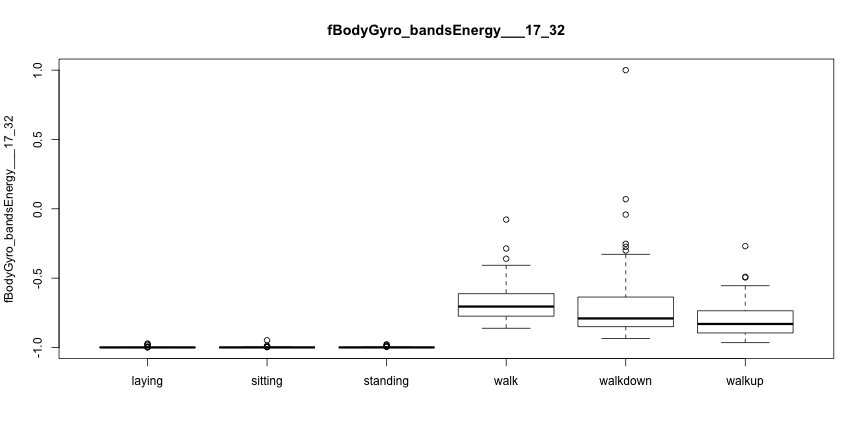 fBodyGyro_bandsEnergy___17_32
fBodyGyro_bandsEnergy___17_32
1.0
0.5
0.0
-0.5
-1.0
laying sitting standing walk walkdown walkup